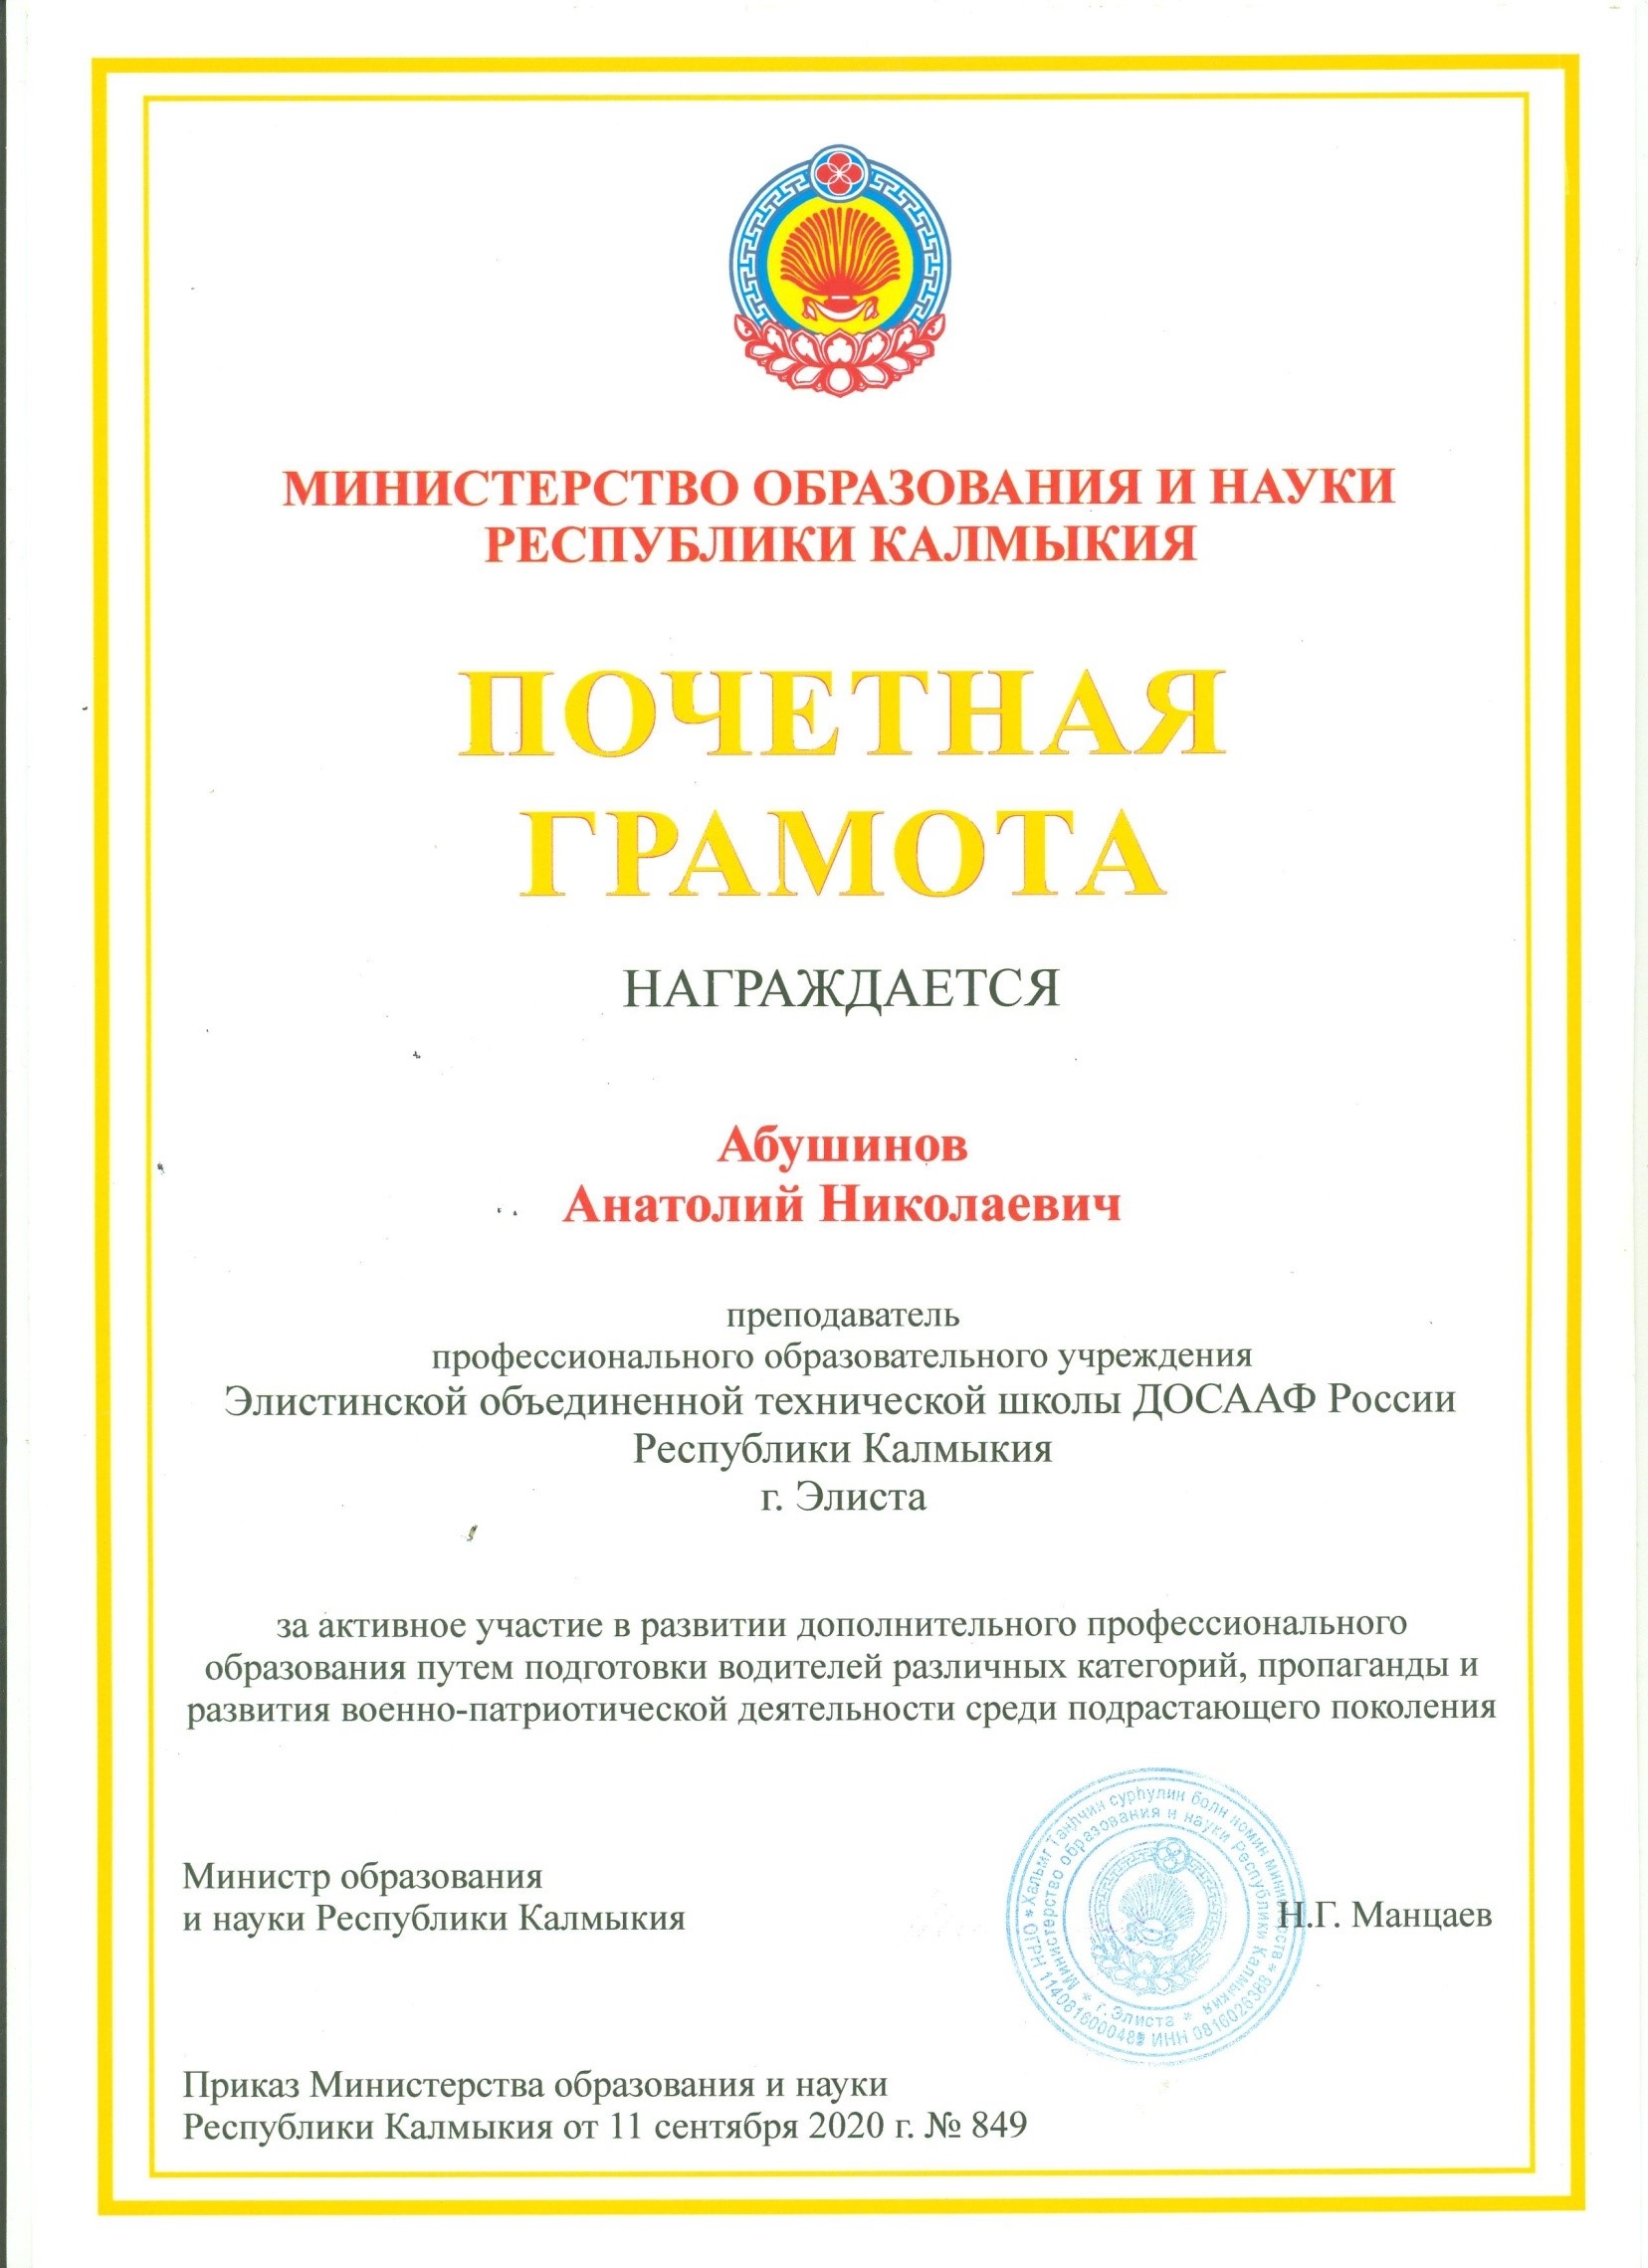 МИНИСТЕРСТВО ОБРАЗОВАНИЯ И НАУКИ
РЕСПУБЛИКИ КАЛМЫКИЯ
ПОЧЕТНАЯ
ГРАМОТА
НАГРАЖДАЕТСЯ
Абушинов
Анатолий Николаевич
преподаватель
профессионального образовательного учреждения
Элистинской объединенной технической школы ДОСААФ России
Республики Калмыкия
г. Элиста
за активное участие в развитии дополнительного профессионального
образования путем подготовки водителей различных категорий, пропаганды и
развития военно-патриотической деятельности среди подрастающего поколения
Министр образования
и науки Республики Калмыкия
Н.Г. Манцаев
Хальмг Таңһчин сурһулин болн номин министрств
ОГРН ИНН 0816026368
Министерство образования и науки Республики Калмыкия
* г. Элиста *
Приказ Министерства образования и науки
Республики Калмыкия от 11 сентября 2020 г. № 849